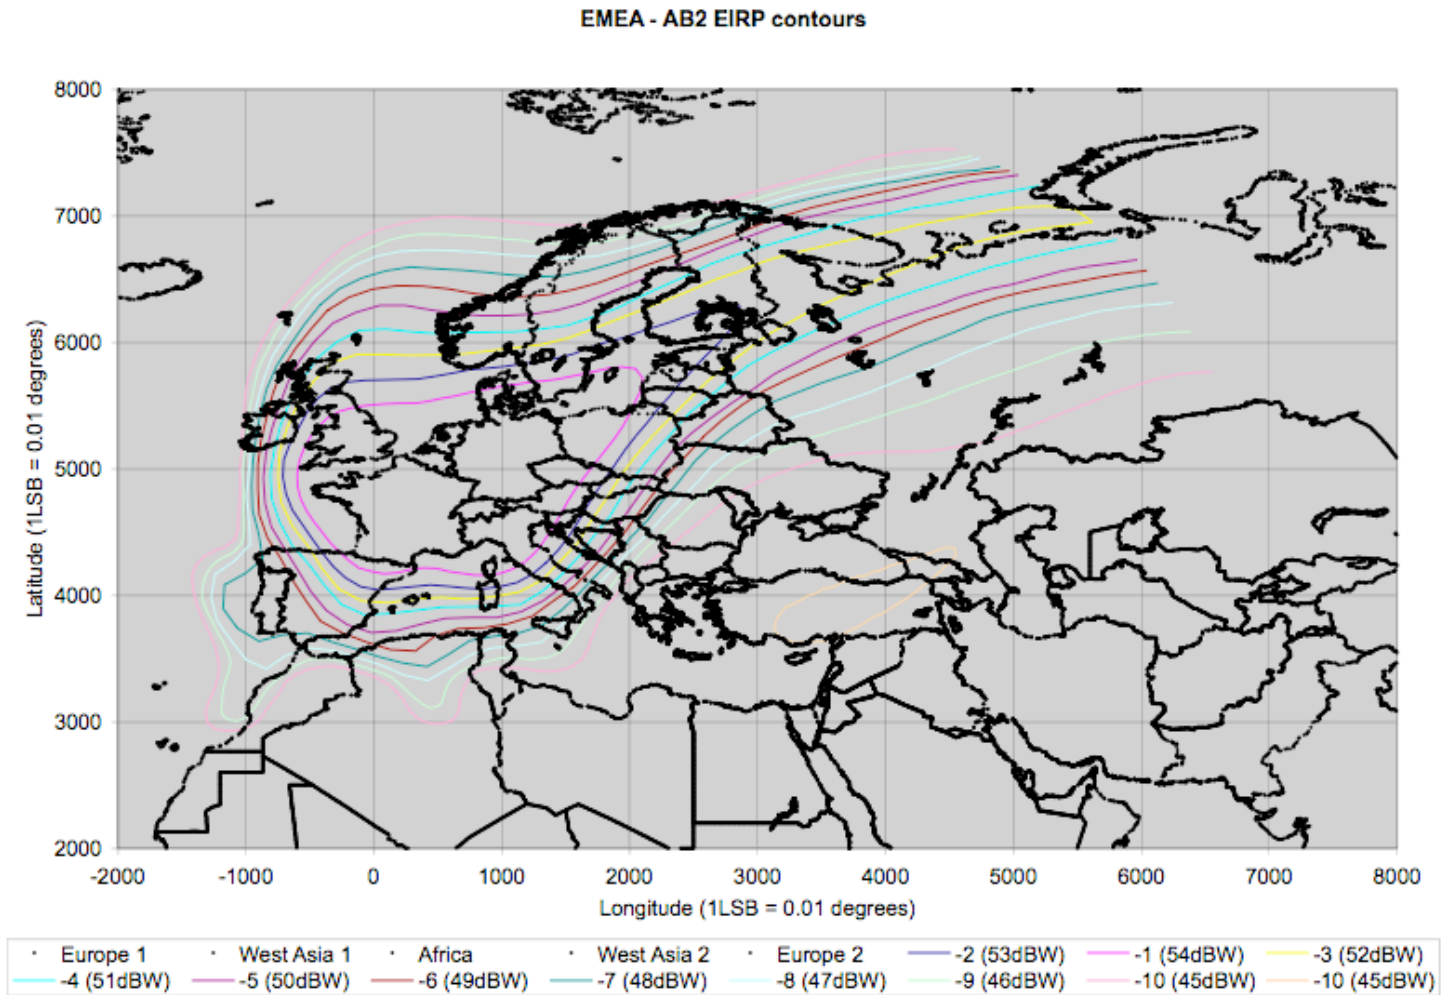 EMEA - AB2 EIRP contours
8000
7000
6000
5000
4000
3000
2000
Latitude (1LSB = 0.01 degrees)
-2000 -1000 0 1000 2000 3000 4000 5000 6000 7000 8000
Longitude (1LSB = 0.01 degrees)
Europe 1 West Asia 1 Africa West Asia 2 Europe 2 -2 (53dBW) -1 (54dBW) -3 (52dBW)
-4 (51dBW) -5 (50dBW) -6 (49dBW) -7 (48dBW) -8 (47dBW) -9 (46dBW) -10 (45dBW) -10 (45dBW)